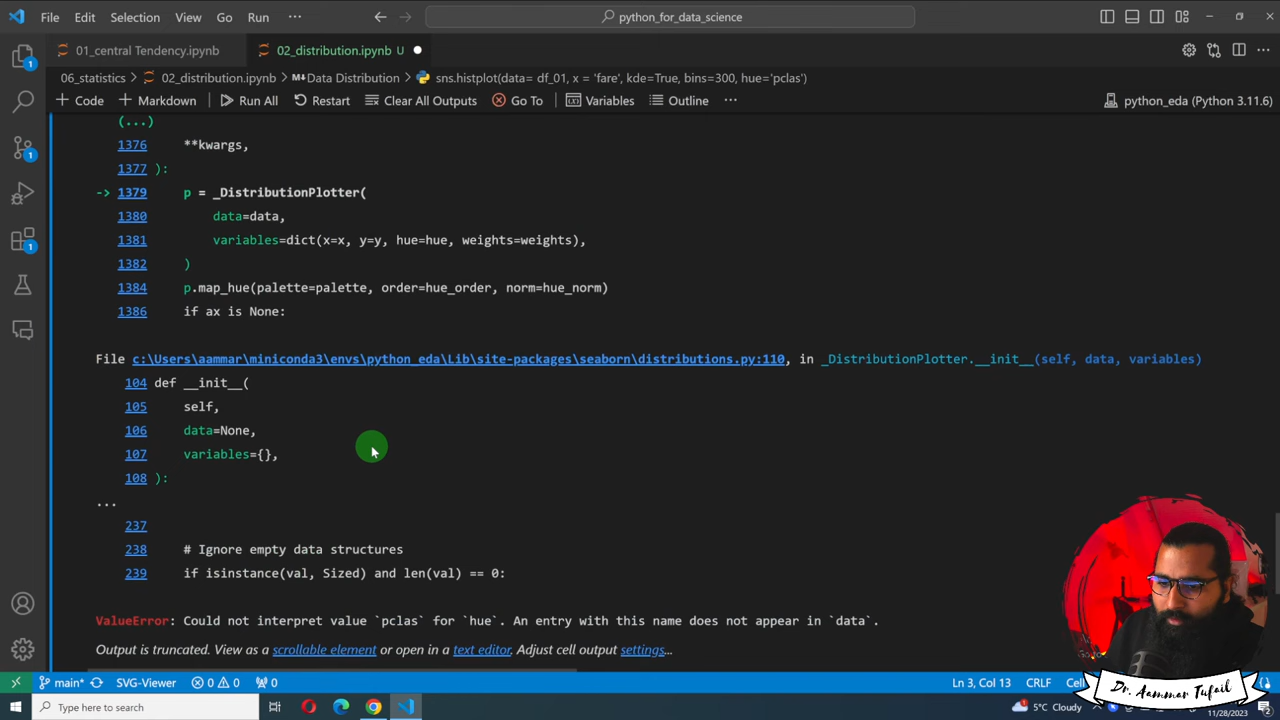 File Edit Selection View Go Run ··· python_for_data_science
01_central Tendency.ipynb 02_distribution.ipynb U
06_statistics > 02_distribution.ipynb > Data Distribution > sns.histplot(data= df_01, x = 'fare', kde=True, bins=300, hue='pclas')
+ Code + Markdown Run All Restart Clear All Outputs Go To Variables Outline ··· python_eda (Python 3.11.6)
(...)
1376 **kwargs,
1377 ):
-> 1379 p = _DistributionPlotter(
1380 data=data,
1381 variables=dict(x=x, y=y, hue=hue, weights=weights),
1382 )
1384 p.map_hue(palette=palette, order=hue_order, norm=hue_norm)
1386 if ax is None:
File c:\Users\aammar\miniconda3\envs\python_eda\Lib\site-packages\seaborn\distributions.py:110, in _DistributionPlotter.__init__(self, data, variables)
104 def __init__(
105 self,
106 data=None,
107 variables={},
108 ):
...
237
238 # Ignore empty data structures
239 if isinstance(val, Sized) and len(val) == 0:
ValueError: Could not interpret value `pclas` for `hue`. An entry with this name does not appear in `data`.
Output is truncated. View as a scrollable element or open in a text editor. Adjust cell output settings...
main* SVG-Viewer 0 0 0 Ln 3, Col 13 CRLF Cell
Dr. Aammar Tufail
Type here to search 5°C Cloudy 11/28/2023